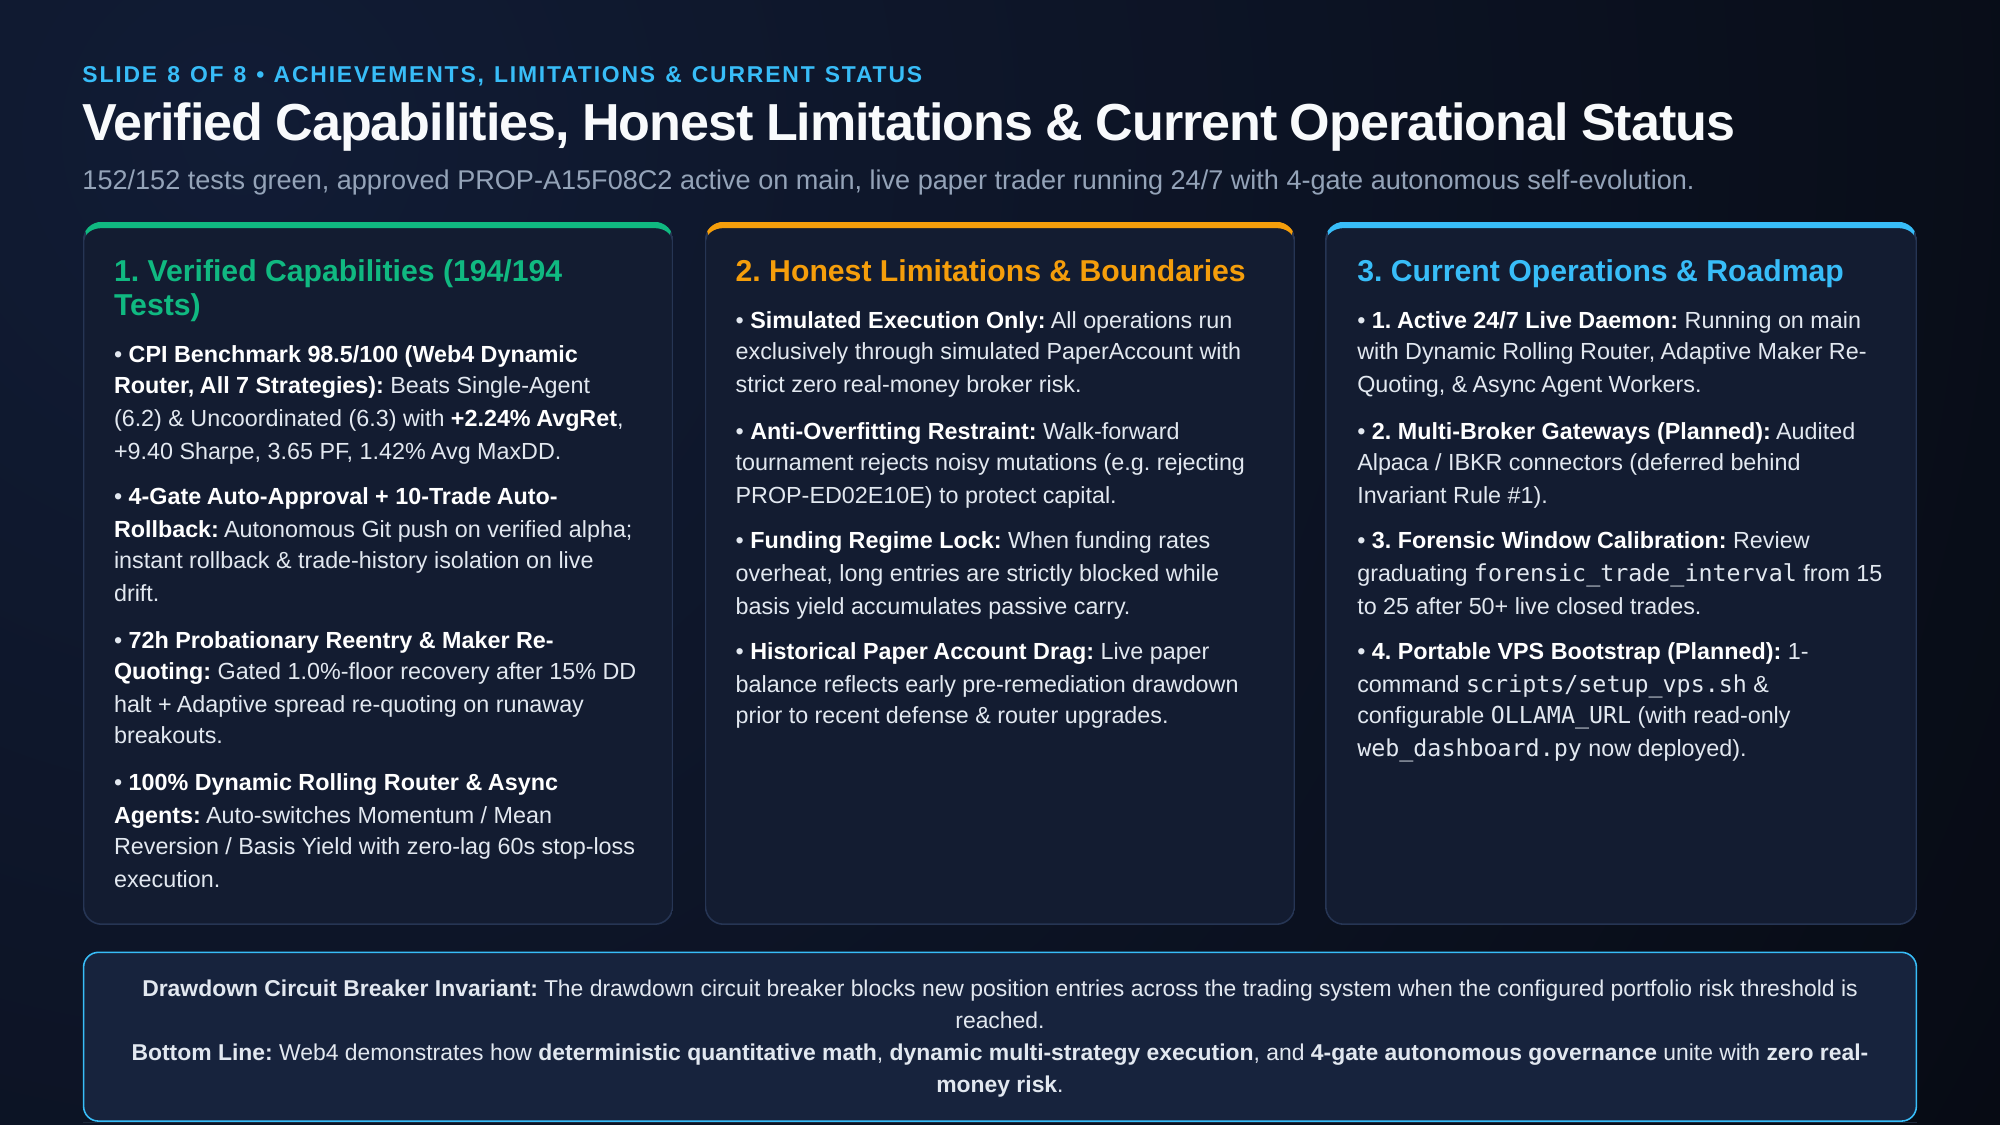 SLIDE 8 OF 8 • ACHIEVEMENTS, LIMITATIONS & CURRENT STATUS
Verified Capabilities, Honest Limitations & Current Operational Status
152/152 tests green, approved PROP-A15F08C2 active on main, live paper trader running 24/7 with 4-gate autonomous self-evolution.
1. Verified Capabilities (194/194
Tests)
• CPI Benchmark 98.5/100 (Web4 Dynamic
Router, All 7 Strategies): Beats Single-Agent
(6.2) & Uncoordinated (6.3) with +2.24% AvgRet,
+9.40 Sharpe, 3.65 PF, 1.42% Avg MaxDD.
• 4-Gate Auto-Approval + 10-Trade Auto-
Rollback: Autonomous Git push on verified alpha;
instant rollback & trade-history isolation on live
drift.
• 72h Probationary Reentry & Maker Re-
Quoting: Gated 1.0%-floor recovery after 15% DD
halt + Adaptive spread re-quoting on runaway
breakouts.
• 100% Dynamic Rolling Router & Async
Agents: Auto-switches Momentum / Mean
Reversion / Basis Yield with zero-lag 60s stop-loss
execution.
2. Honest Limitations & Boundaries
• Simulated Execution Only: All operations run
exclusively through simulated PaperAccount with
strict zero real-money broker risk.
• Anti-Overfitting Restraint: Walk-forward
tournament rejects noisy mutations (e.g. rejecting
PROP-ED02E10E) to protect capital.
• Funding Regime Lock: When funding rates
overheat, long entries are strictly blocked while
basis yield accumulates passive carry.
• Historical Paper Account Drag: Live paper
balance reflects early pre-remediation drawdown
prior to recent defense & router upgrades.
3. Current Operations & Roadmap
• 1. Active 24/7 Live Daemon: Running on main
with Dynamic Rolling Router, Adaptive Maker Re-
Quoting, & Async Agent Workers.
• 2. Multi-Broker Gateways (Planned): Audited
Alpaca / IBKR connectors (deferred behind
Invariant Rule #1).
• 3. Forensic Window Calibration: Review
graduating forensic_trade_interval from 15
to 25 after 50+ live closed trades.
• 4. Portable VPS Bootstrap (Planned): 1-
command scripts/setup_vps.sh &
configurable OLLAMA_URL (with read-only
web_dashboard.py now deployed).
Drawdown Circuit Breaker Invariant: The drawdown circuit breaker blocks new position entries across the trading system when the configured portfolio risk threshold is
reached.
Bottom Line: Web4 demonstrates how deterministic quantitative math, dynamic multi-strategy execution, and 4-gate autonomous governance unite with zero real-
money risk.